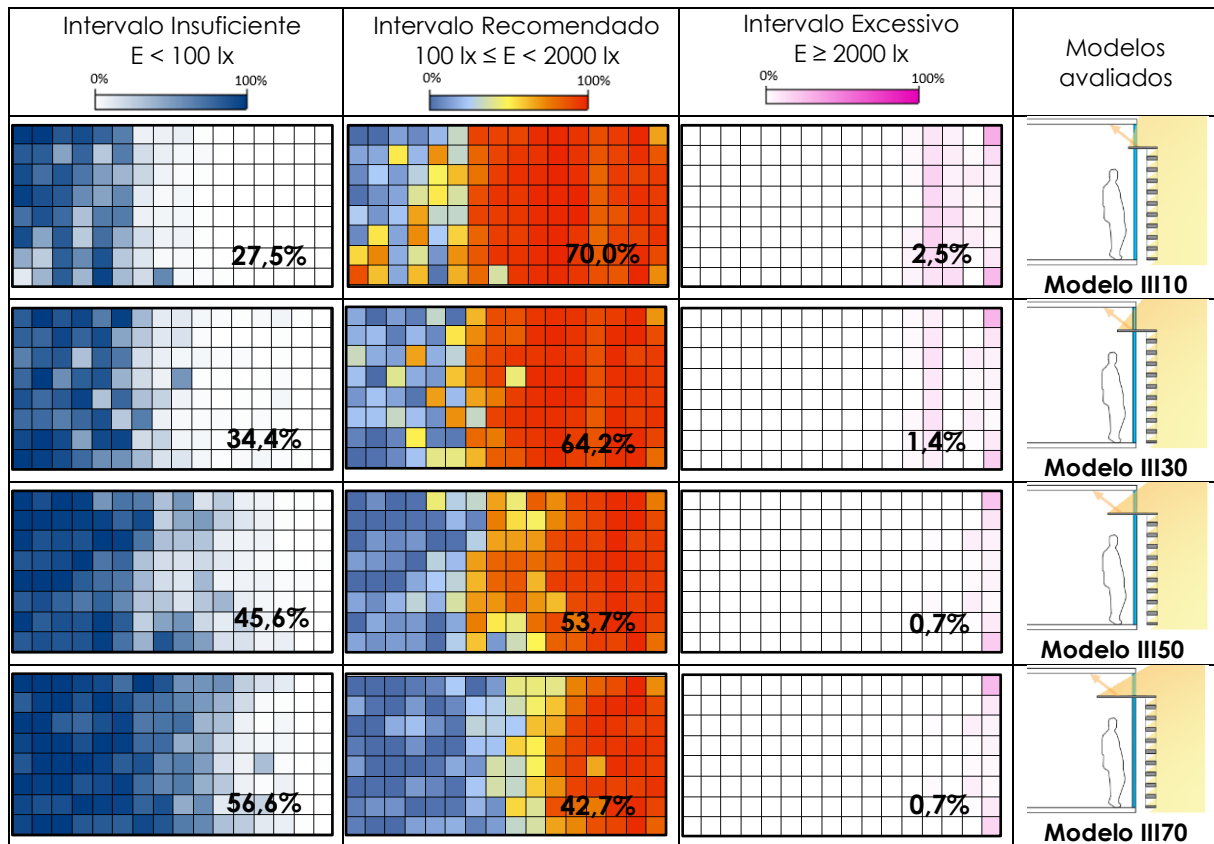 Intervalo Insuficiente
E < 100 lx
0% 100%
Intervalo Recomendado
100 lx ≤ E < 2000 lx
0% 100%
Intervalo Excessivo
E ≥ 2000 lx
0% 100%
Modelos
avaliados
27,5%
70,0%
2,5%
Modelo III10
34,4%
64,2%
1,4%
Modelo III30
45,6%
53,7%
0,7%
Modelo III50
56,6%
42,7%
0,7%
Modelo III70